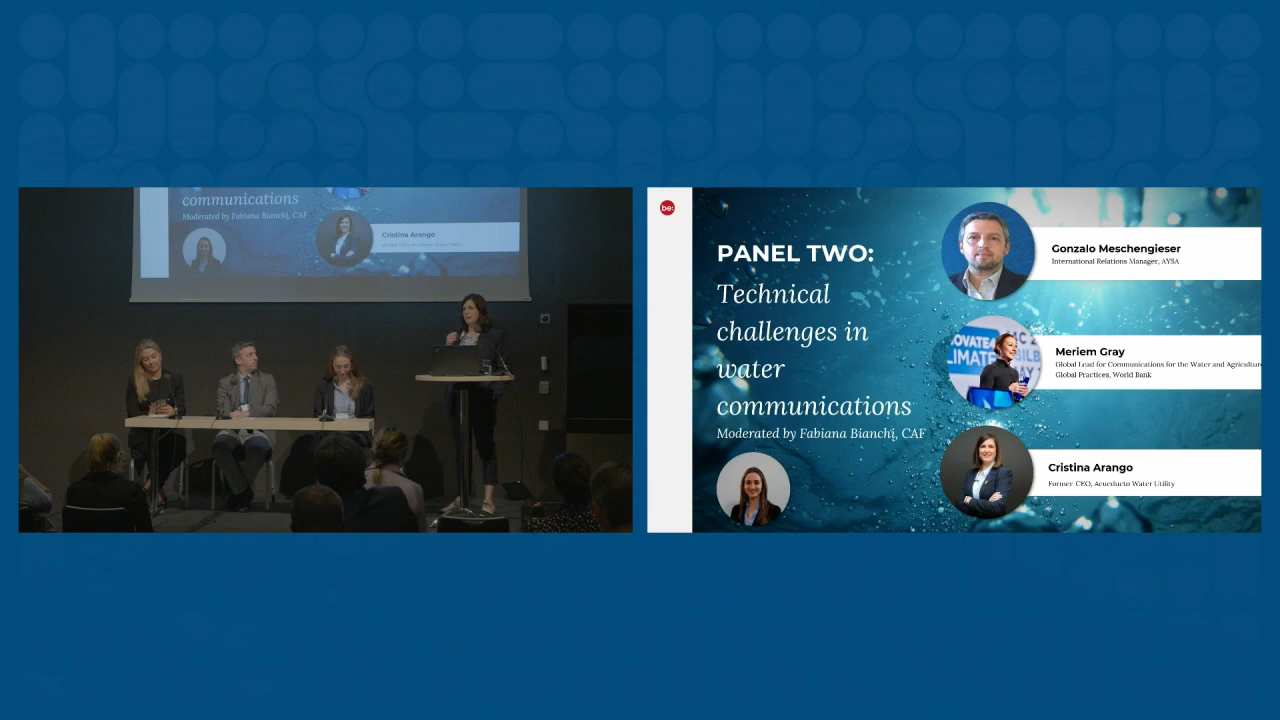 communications
Moderated by Fabiana Bianchi, CAF
Cristina Arango
be:
PANEL TWO:
Technical
challenges in
water
communications
Moderated by Fabiana Bianchi, CAF
Gonzalo Meschengieser
International Relations Manager, AYSA
Meriem Gray
Global Lead for Communications for the Water and Agriculture
Global Practices, World Bank
Cristina Arango
Former CEO, Acueducto Water Utility